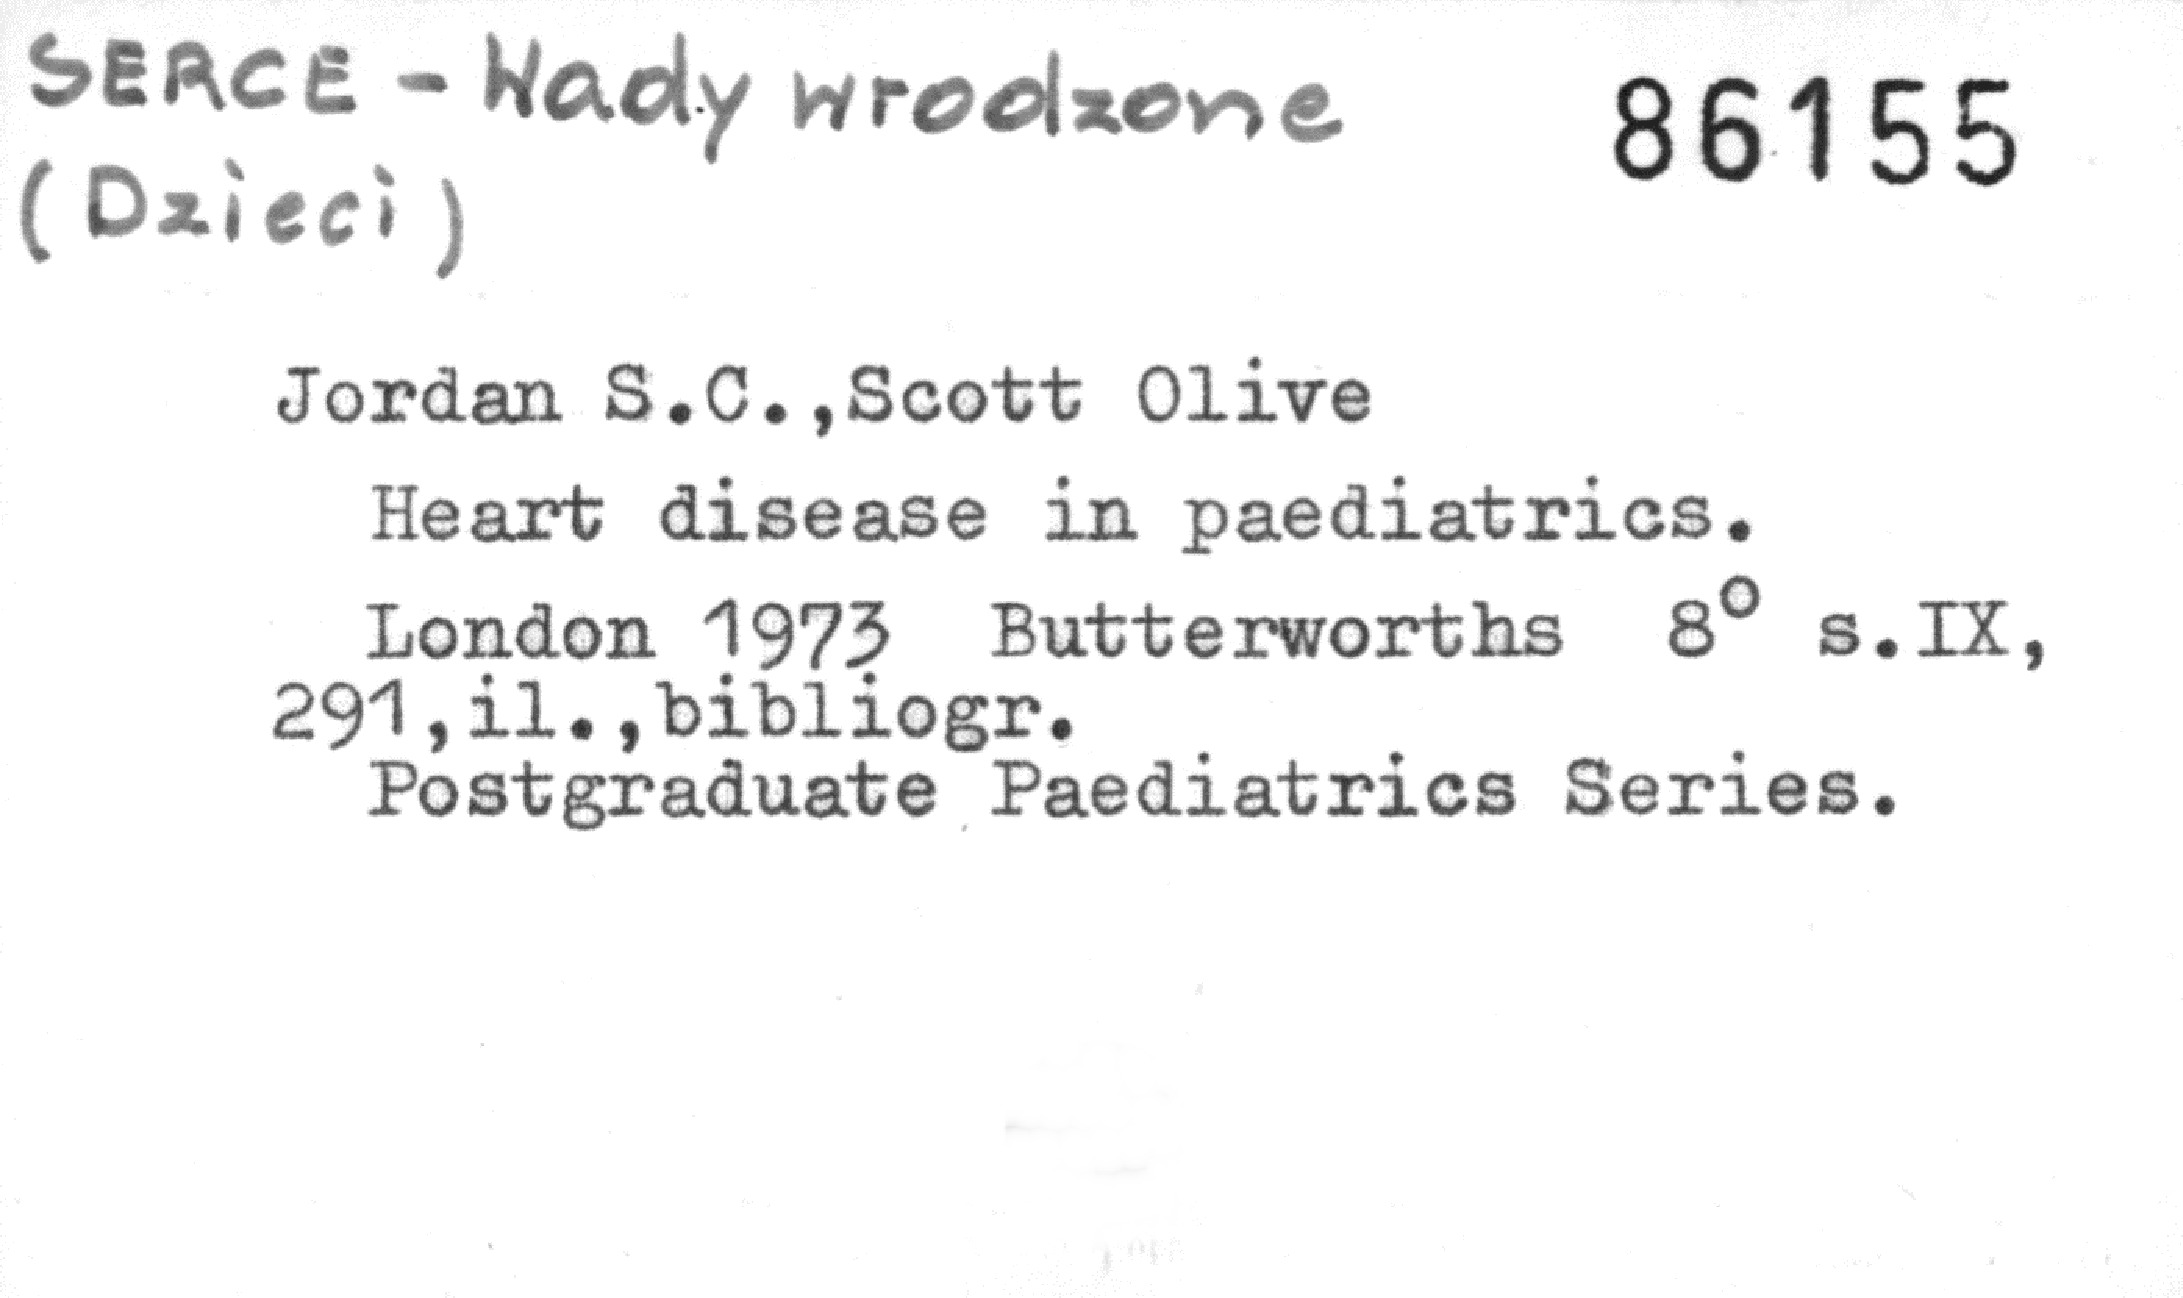 SERCE - Wady wrodzone
86155
(Dzieci)
Jordan S.C.,Scott Olive
Heart disease in paediatrics.
London 1973 Butterworths 8° s.IX,
291,il.,bibliogr.
Postgraduate Paediatrics Series.